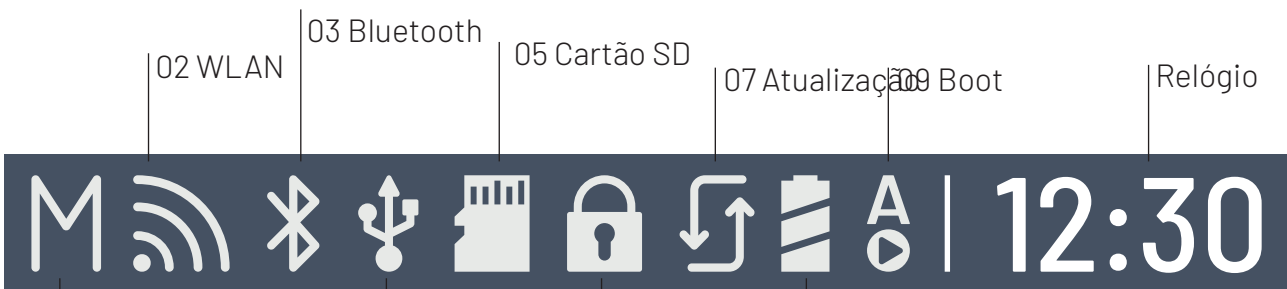 03 Bluetooth
05 Cartão SD
02 WLAN
07 Atualização
09 Boot
Relógio
M
A
12:30